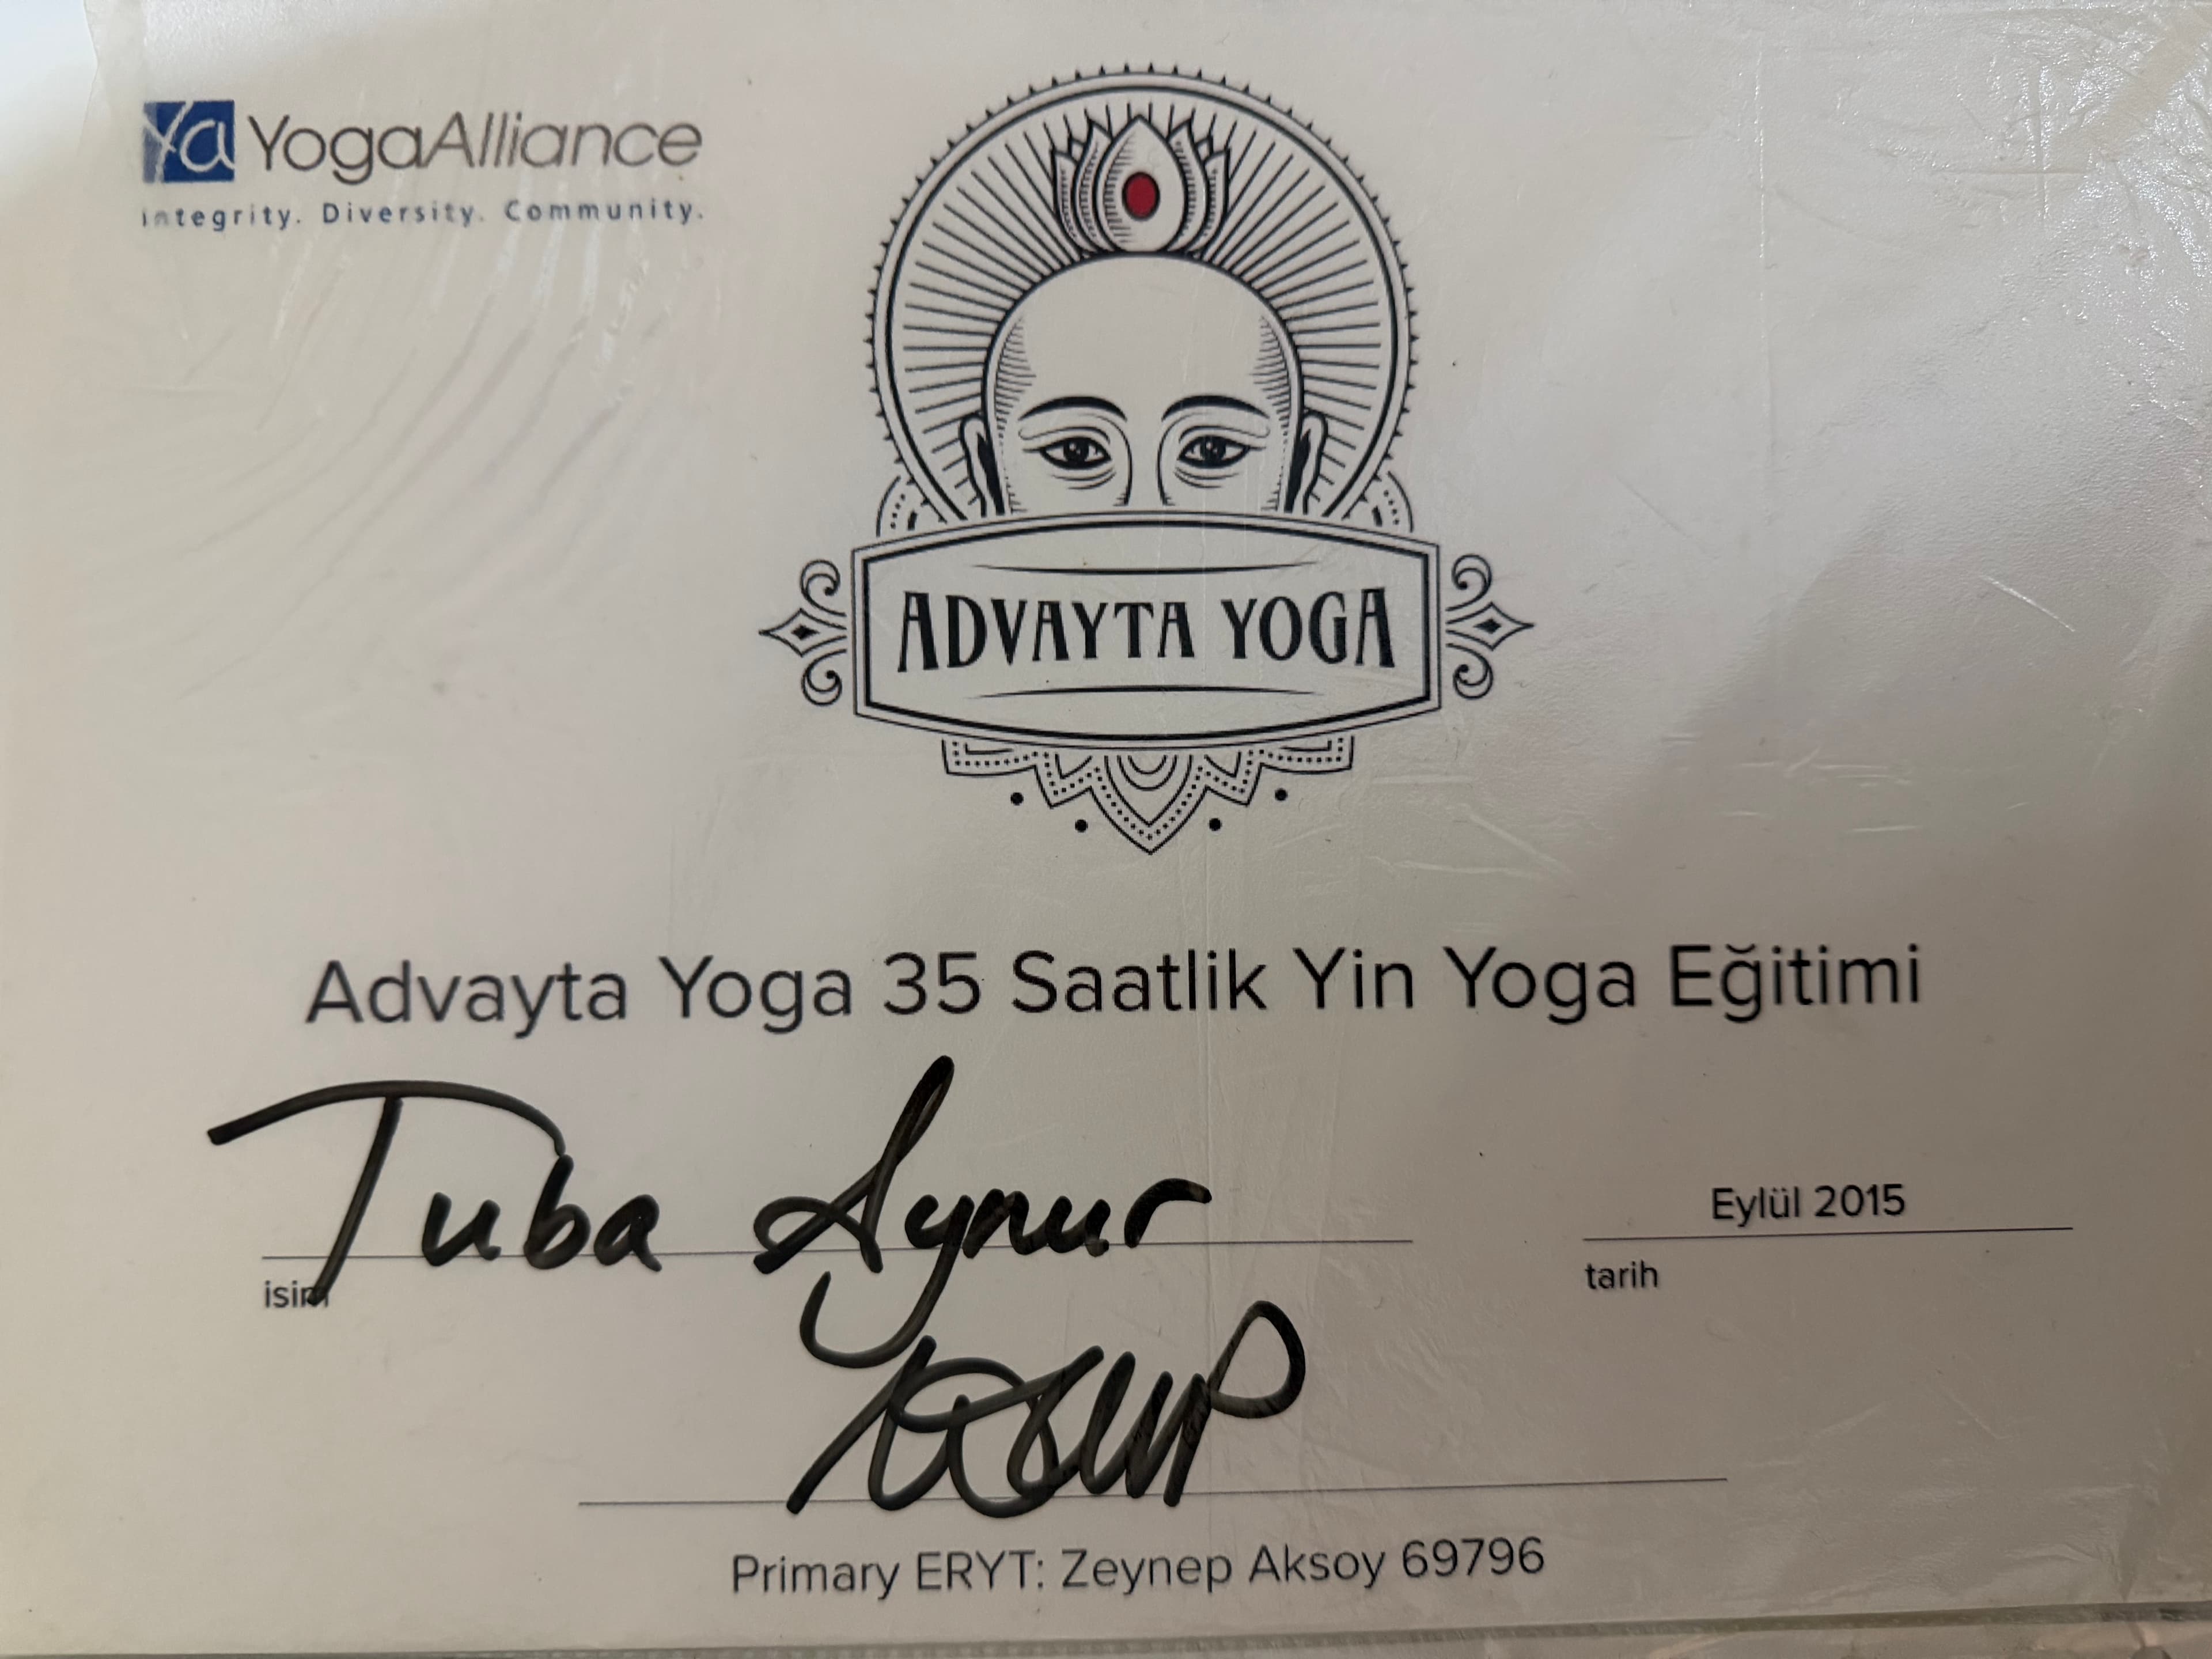 ya YogaAlliance
Integrity. Diversity. Community.
ADVAYTA YOGA
Advayta Yoga 35 Saatlik Yin Yoga Eğitimi
Tuba Aynur
Eylül 2015
isim
tarih
Primary ERYT: Zeynep Aksoy 69796